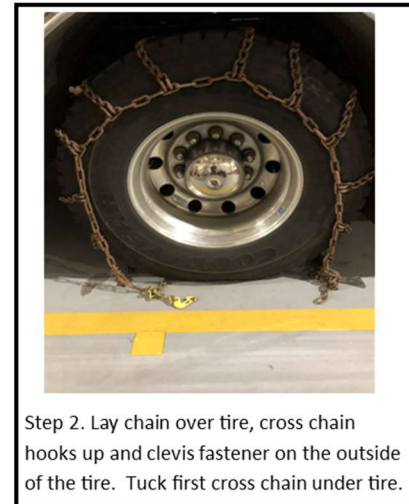 Step 2. Lay chain over tire, cross chain
hooks up and clevis fastener on the outside
of the tire.  Tuck first cross chain under tire.